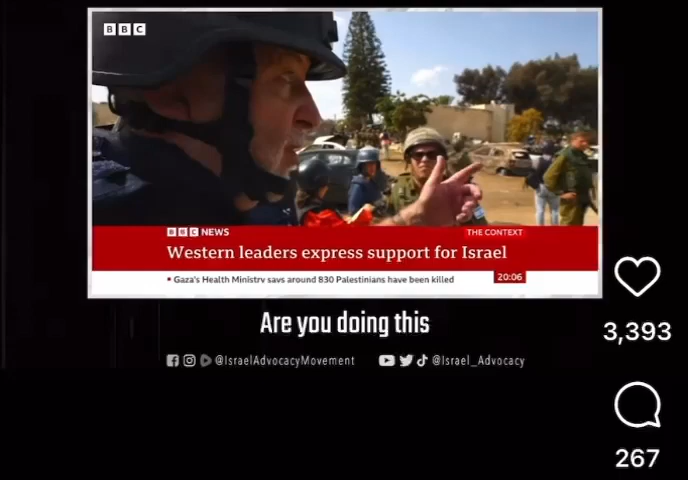 BBC
BBC NEWS
THE CONTEXT
Western leaders express support for Israel
Gaza's Health Ministry says around 830 Palestinians have been killed
20:06
Are you doing this
@IsraelAdvocacyMovement
@Israel_Advocacy
3,393
267